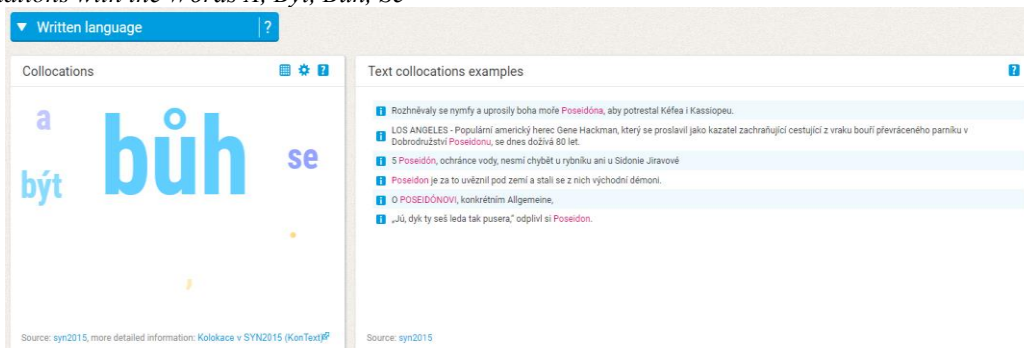 ations with the Words A, Být, Bůh, Se
Written language ?
Collocations ?
a
bůh
se
být
.
,
Source: syn2015, more detailed information: Kolokace v SYN2015 (KonText)
Text collocations examples ?
Rozhněvaly se nymfy a uprosily boha moře Poseidóna, aby potrestal Kéfea i Kassiopeu.
LOS ANGELES - Populární americký herec Gene Hackman, který se proslavil jako kazatel zachraňující cestující z vraku bouří převráceného parníku v
Dobrodružství Poseidonu, se dnes dožívá 80 let.
5 Poseidón, ochránce vody, nesmí chybět u rybníku ani u Sidonie Jiravové
Poseidon je za to uvěznil pod zemí a stali se z nich východní démoni.
O POSEIDÓNOVI, konkrétním Allgemeine,
„Jú, dyk ty seš leda tak pusera,“ odplivl si Poseidon.
Source: syn2015